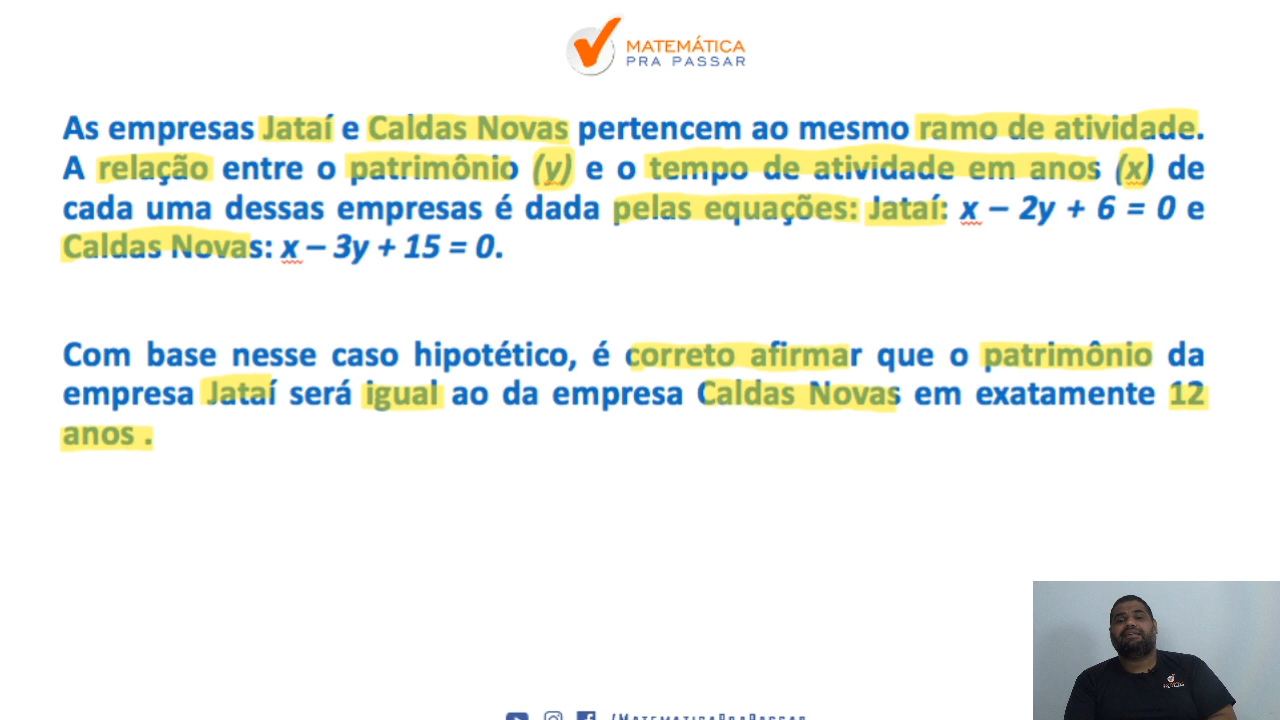 MATEMÁTICA
PRA PASSAR
As empresas Jataí e Caldas Novas pertencem ao mesmo ramo de atividade.
A relação entre o patrimônio (y) e o tempo de atividade em anos (x) de
cada uma dessas empresas é dada pelas equações: Jataí: x – 2y + 6 = 0 e
Caldas Novas: x – 3y + 15 = 0.
Com base nesse caso hipotético, é correto afirmar que o patrimônio da
empresa Jataí será igual ao da empresa Caldas Novas em exatamente 12
anos .
/MATEMATICAPRAPASSAR